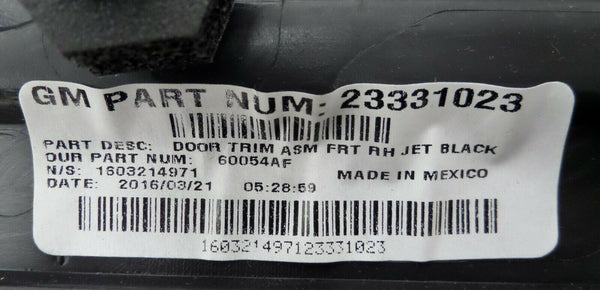 GM PART NUM: 23331023
PART DESC: DOOR TRIM ASM FRT RH JET BLACK
OUR PART NUM: 60054AF
N/S: 1603214971
MADE IN MEXICO
DATE: 2016/03/21 05:28:59
160321497123331023